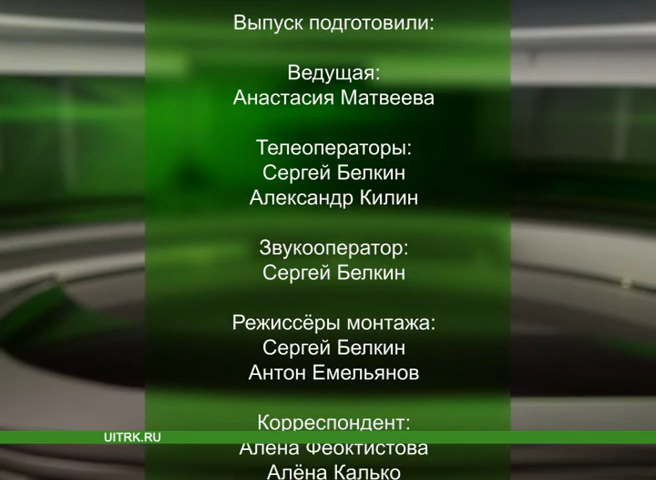 Выпуск подготовили:
Ведущая:
Анастасия Матвеева
Телеоператоры:
Сергей Белкин
Александр Килин
Звукооператор:
Сергей Белкин
Режиссёры монтажа:
Сергей Белкин
Антон Емельянов
Корреспондент:
UITRK.RU
Алёна Феоктистова
Алёна Калько